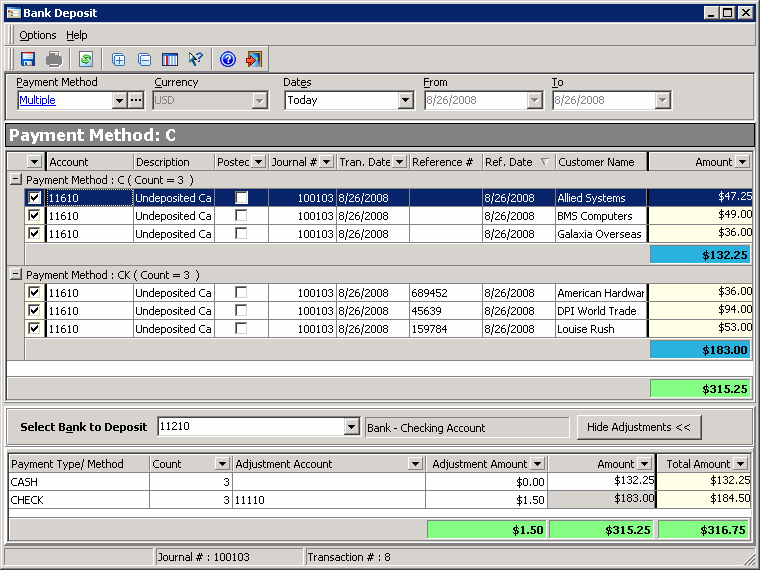 Bank Deposit
Options Help
Payment Method Currency Dates From To
Multiple USD Today 8/26/2008 8/26/2008
Payment Method: C
Account Description Postec Journal # Tran. Date Reference # Ref. Date Customer Name Amount
Payment Method : C ( Count = 3 )
11610 Undeposited Ca 100103 8/26/2008 8/26/2008 Allied Systems $47.25
11610 Undeposited Ca 100103 8/26/2008 8/26/2008 BMS Computers $49.00
11610 Undeposited Ca 100103 8/26/2008 8/26/2008 Galaxia Overseas $36.00
$132.25
Payment Method : CK ( Count = 3 )
11610 Undeposited Ca 100103 8/26/2008 689452 8/26/2008 American Hardwar $36.00
11610 Undeposited Ca 100103 8/26/2008 45639 8/26/2008 DPI World Trade $94.00
11610 Undeposited Ca 100103 8/26/2008 159784 8/26/2008 Louise Rush $53.00
$183.00
$315.25
Select Bank to Deposit 11210 Bank - Checking Account Hide Adjustments <<
Payment Type/ Method Count Adjustment Account Adjustment Amount Amount Total Amount
CASH 3 $0.00 $132.25 $132.25
CHECK 3 11110 $1.50 $183.00 $184.50
$1.50 $315.25 $316.75
Journal # : 100103 Transaction # : 8